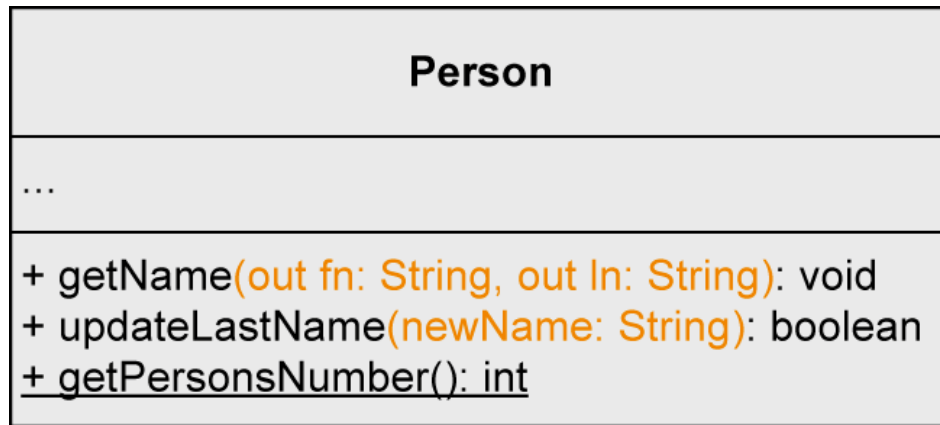 Person
...
+ getName(out fn: String, out ln: String): void
+ updateLastName(newName: String): boolean
+ getPersonsNumber(): int